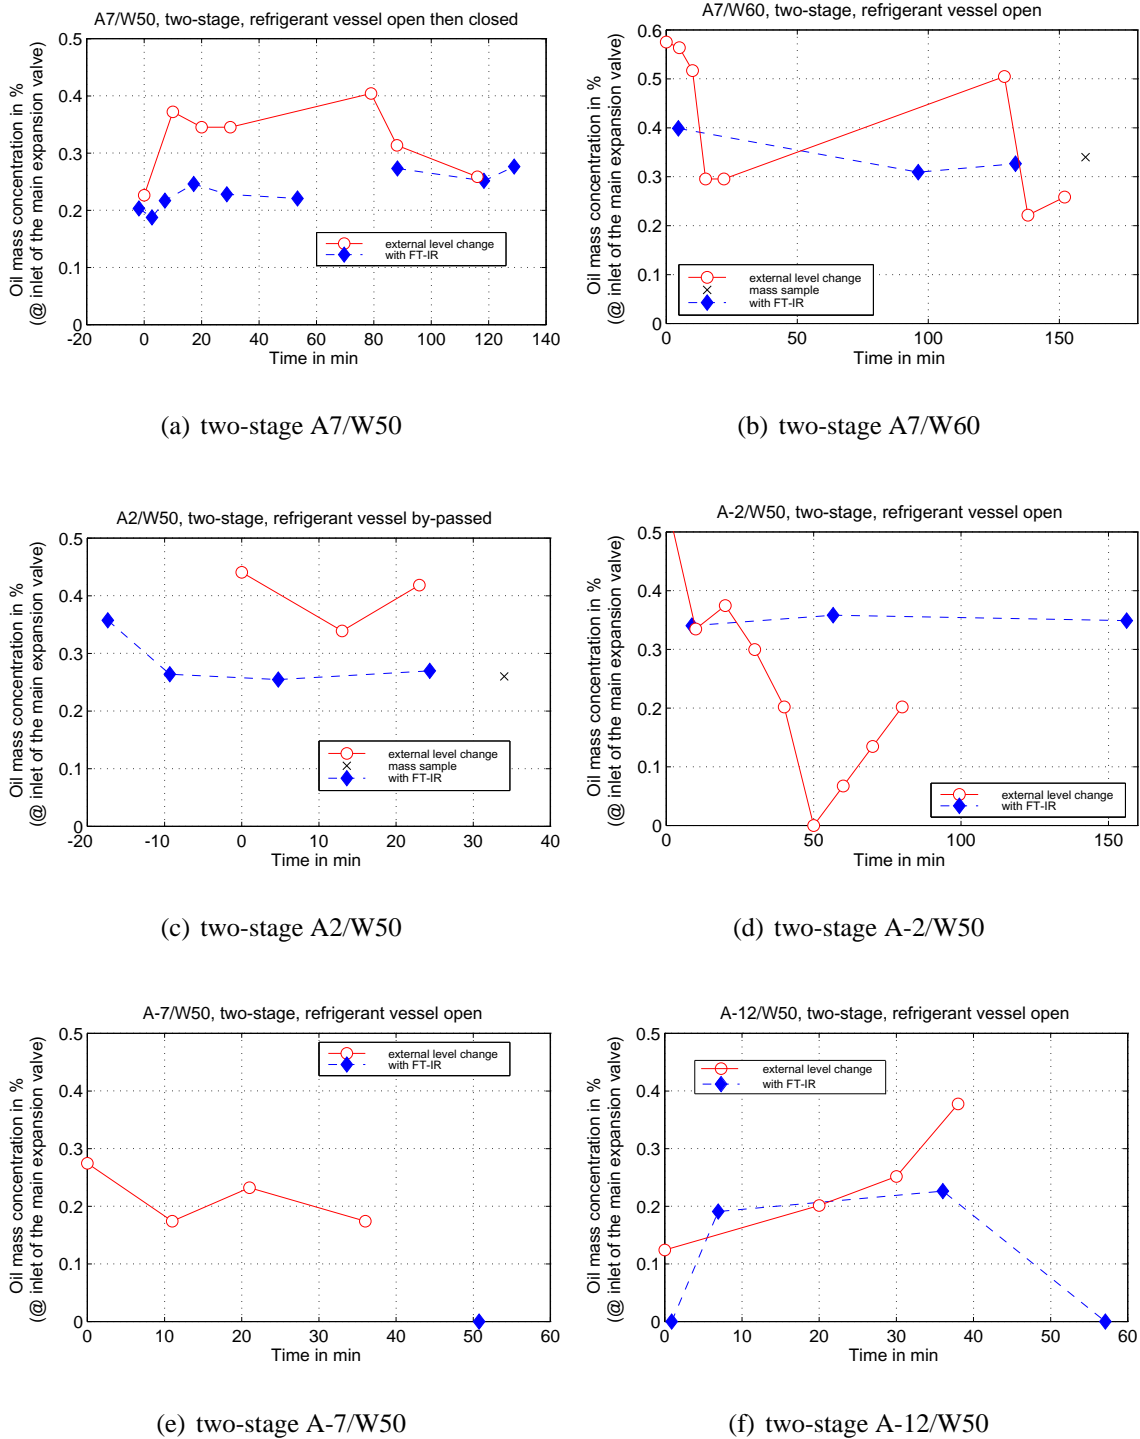 A7/W50, two-stage, refrigerant vessel open then closed
Oil mass concentration in %
(@ inlet of the main expansion valve)
0.5
0.4
0.3
0.2
0.1
0
-20
0
20
40
60
80
100
120
140
Time in min
external level change
with FT-IR
(a) two-stage A7/W50
A7/W60, two-stage, refrigerant vessel open
Oil mass concentration in %
(@ inlet of the main expansion valve)
0.6
0.5
0.4
0.3
0.2
0.1
0
0
50
100
150
Time in min
external level change
mass sample
with FT-IR
(b) two-stage A7/W60
A2/W50, two-stage, refrigerant vessel by-passed
Oil mass concentration in %
(@ inlet of the main expansion valve)
0.5
0.4
0.3
0.2
0.1
0
-20
-10
0
10
20
30
40
Time in min
external level change
mass sample
with FT-IR
(c) two-stage A2/W50
A-2/W50, two-stage, refrigerant vessel open
Oil mass concentration in %
(@ inlet of the main expansion valve)
0.5
0.4
0.3
0.2
0.1
0
0
50
100
150
Time in min
external level change
with FT-IR
(d) two-stage A-2/W50
A-7/W50, two-stage, refrigerant vessel open
Oil mass concentration in %
(@ inlet of the main expansion valve)
0.5
0.4
0.3
0.2
0.1
0
0
10
20
30
40
50
60
Time in min
external level change
with FT-IR
(e) two-stage A-7/W50
A-12/W50, two-stage, refrigerant vessel open
Oil mass concentration in %
(@ inlet of the main expansion valve)
0.5
0.4
0.3
0.2
0.1
0
0
10
20
30
40
50
60
Time in min
external level change
with FT-IR
(f) two-stage A-12/W50